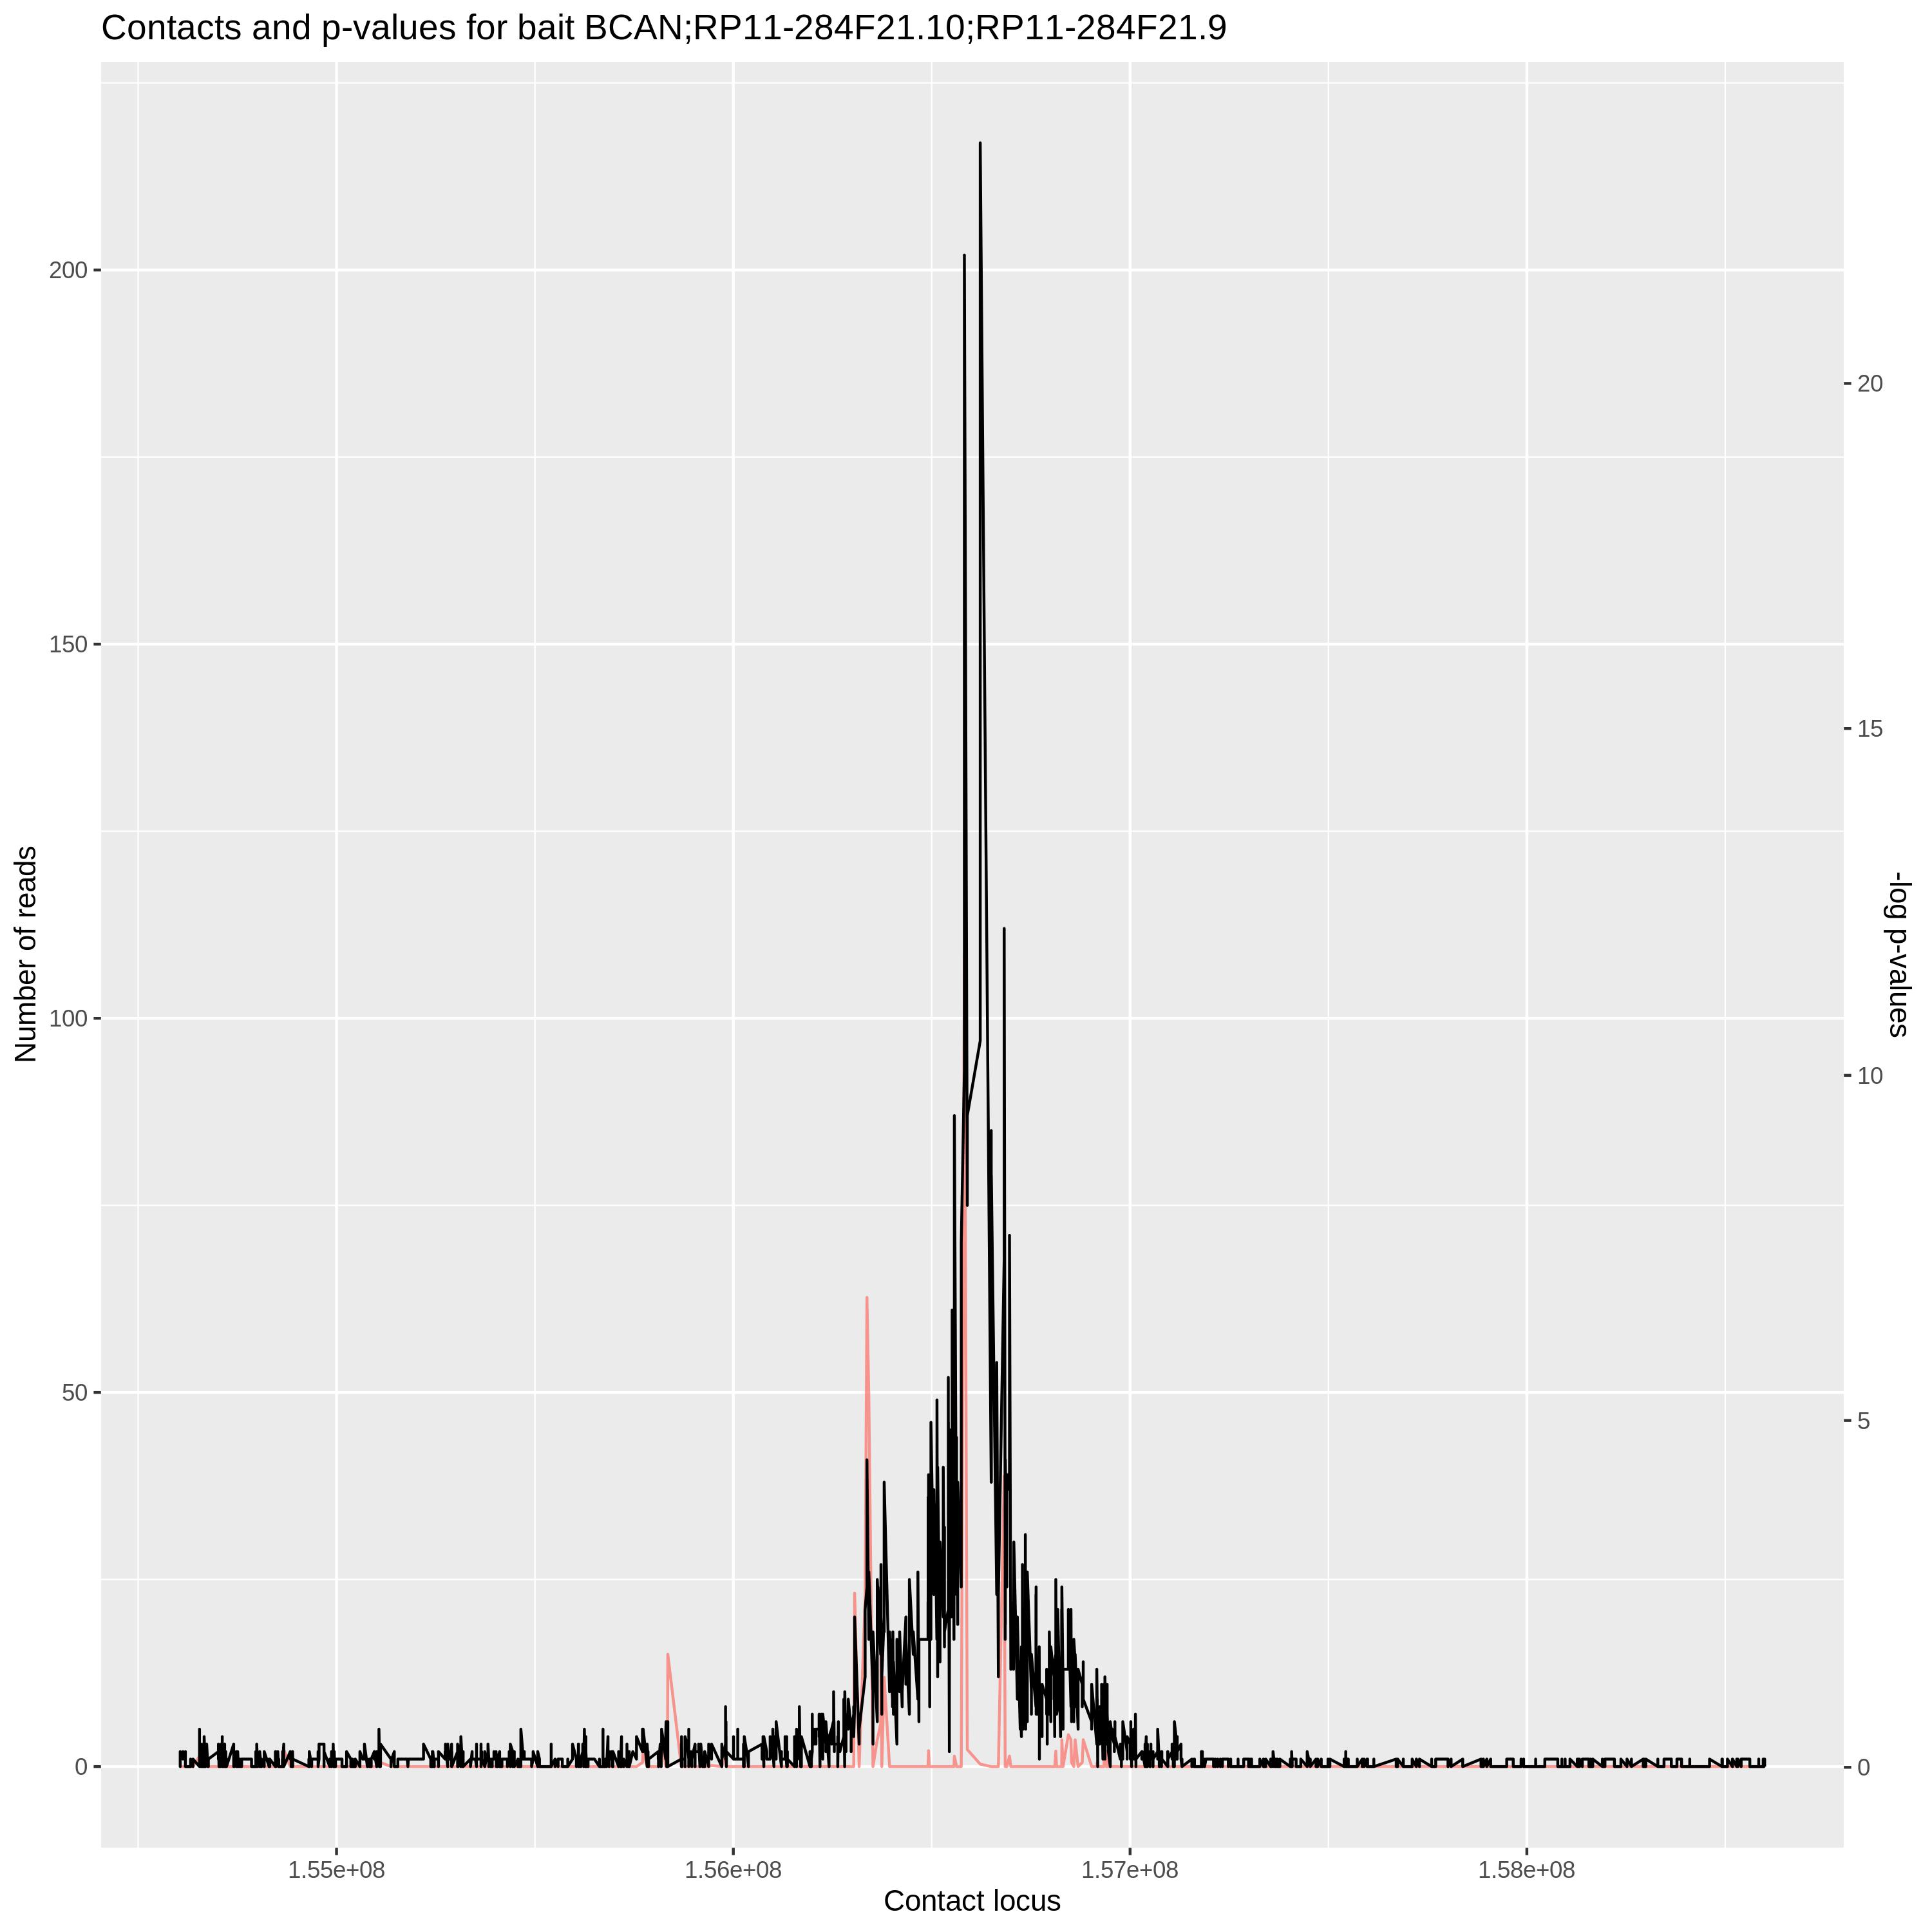 Contacts and p-values for bait BCAN;RP11-284F21.10;RP11-284F21.9
200
150
100
50
0
Number of reads
20
15
10
5
0
-log p-values
1.55e+08 1.56e+08 1.57e+08 1.58e+08
Contact locus